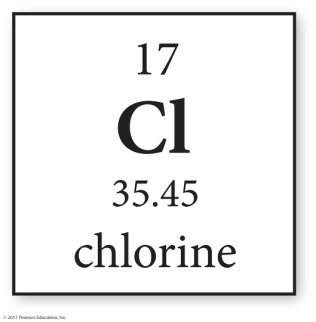 17
Cl
35.45
chlorine
© 2017 Pearson Education, Inc.